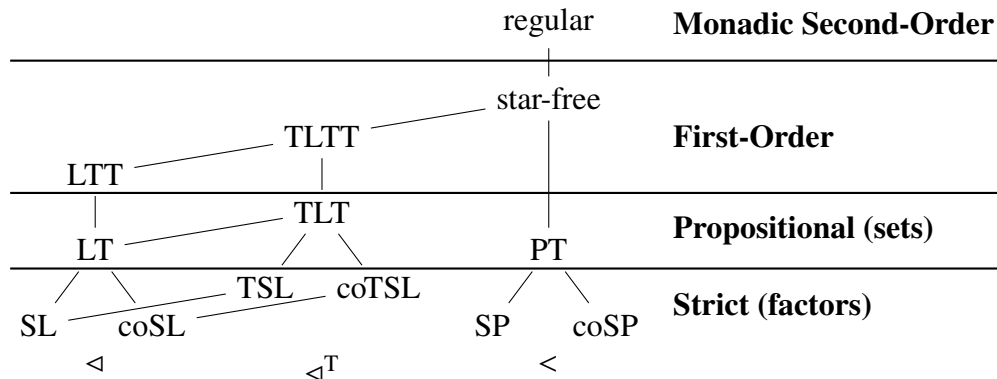 regular Monadic Second-Order
star-free
TLTT First-Order
LTT
TLT
Propositional (sets)
LT PT
TSL coTSL
Strict (factors)
SL coSL SP coSP
◁ ◁T <